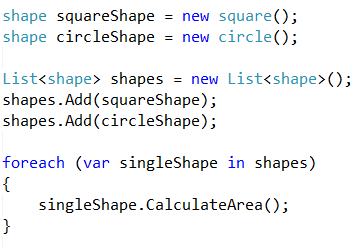 shape squareShape = new square();
shape circleShape = new circle();
List<shape> shapes = new List<shape>();
shapes.Add(squareShape);
shapes.Add(circleShape);
foreach (var singleShape in shapes)
{
    singleShape.CalculateArea();
}